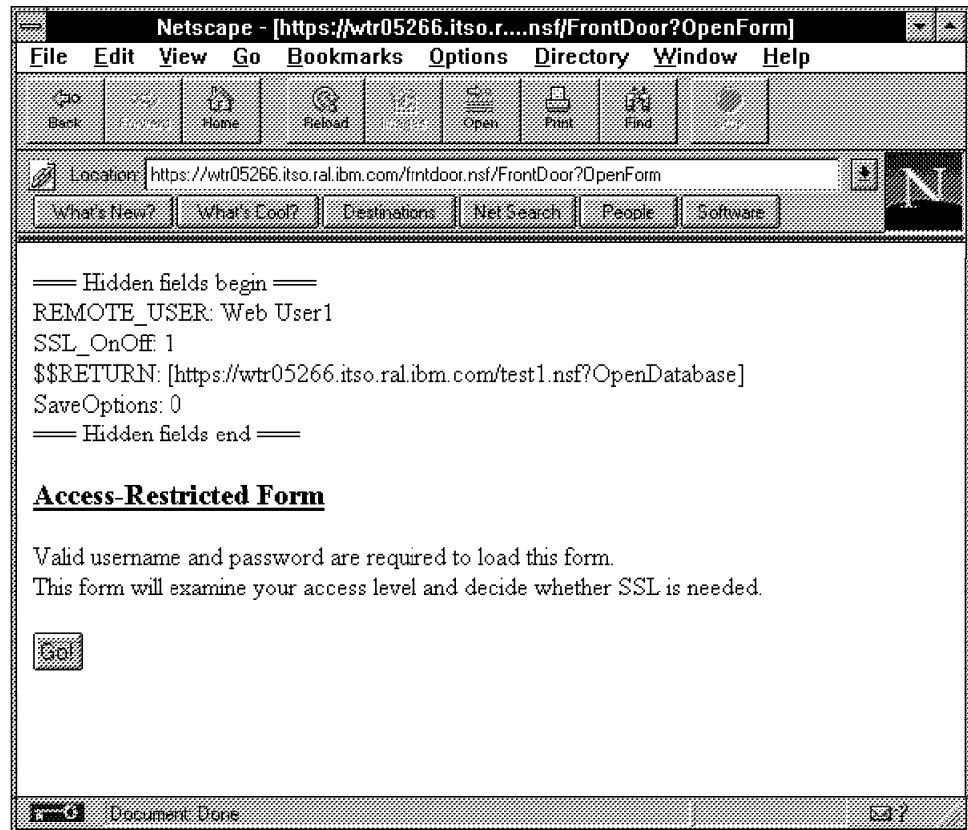 Netscape - [https://wtr05266.itso.r....nsf/FrontDoor?OpenForm]
File Edit View Go Bookmarks Options Directory Window Help
Back Home Reload Open Print Find
Location: https://wtr05266.itso.ral.ibm.com/frntdoor.nsf/FrontDoor?OpenForm
N
What's New? What's Cool? Destinations Net Search People Software
=== Hidden fields begin ===
REMOTE_USER: Web User1
SSL_OnOff: 1
$$RETURN: [https://wtr05266.itso.ral.ibm.com/test1.nsf?OpenDatabase]
SaveOptions: 0
=== Hidden fields end ===
Access-Restricted Form
Valid username and password are required to load this form.
This form will examine your access level and decide whether SSL is needed.
Go!
Document: Done
?